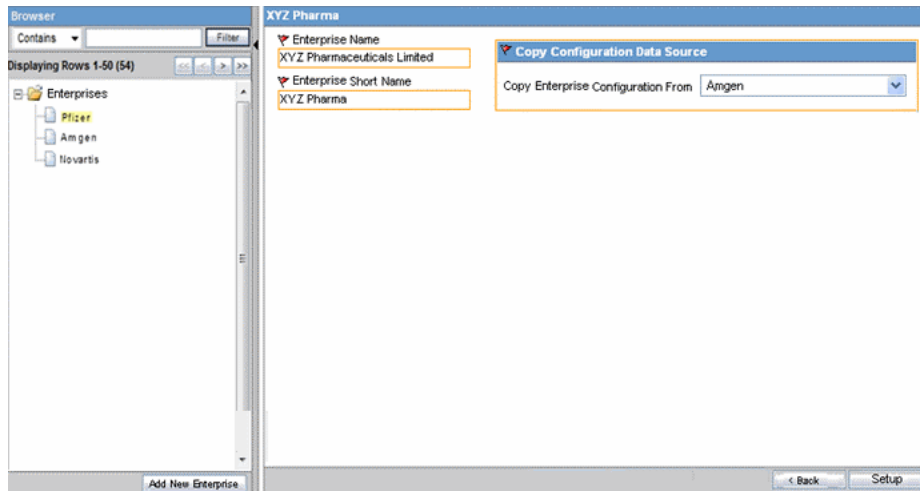 Browser
Contains
Filter
Displaying Rows 1-50 (54)
<< < > >>
Enterprises
Pfizer
Amgen
Novartis
Add New Enterprise
XYZ Pharma
Enterprise Name
XYZ Pharmaceuticals Limited
Enterprise Short Name
XYZ Pharma
Copy Configuration Data Source
Copy Enterprise Configuration From Amgen
< Back
Setup